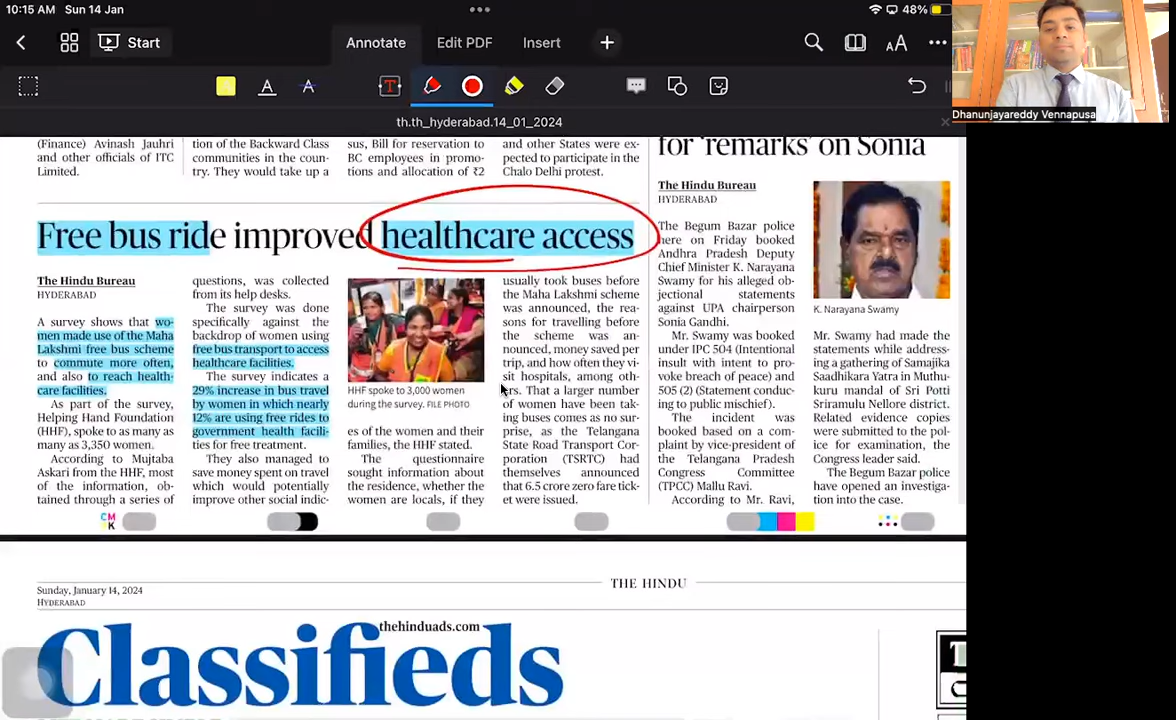 10:15 AM Sun 14 Jan
48%
Start
Annotate
Edit PDF
Insert
AA
A
A
T
th.th_hyderabad.14_01_2024
Dhanunjayareddy Vennapusa
(Finance) Avinash Jauhri
and other officials of ITC
Limited.
tion of the Backward Class
communities in the coun-
try. They would take up a
sus, Bill for reservation to
BC employees in promo-
tions and allocation of ₹2
and other States were ex-
pected to participate in the
Chalo Delhi protest.
for 'remarks' on Sonia
Free bus ride improved healthcare access
The Hindu Bureau
HYDERABAD
A survey shows that wo-
men made use of the Maha
Lakshmi free bus scheme
to commute more often,
and also to reach health-
care facilities.
As part of the survey,
Helping Hand Foundation
(HHF), spoke to as many
as many as 3,350 women.
According to Mujtaba
Askari from the HHF, most
of the information, ob-
tained through a series of
questions, was collected
from its help desks.
The survey was done
specifically against the
backdrop of women using
free bus transport to access
healthcare facilities.
The survey indicates a
29% increase in bus travel
by women in which nearly
12% are using free rides to
government health facili-
ties for free treatment.
They also managed to
save money spent on travel
which would potentially
improve other social indic-
HHF spoke to 3,000 women
during the survey. FILE PHOTO
es of the women and their
families, the HHF stated.
The questionnaire
sought information about
the residence, whether the
women are locals, if they
usually took buses before
the Maha Lakshmi scheme
was announced, the rea-
sons for travelling before
the scheme was an-
nounced, money saved per
trip, and how often they vi-
sit hospitals, among oth-
ers. That a larger number
of women have been tak-
ing buses comes as no sur-
prise, as the Telangana
State Road Transport Cor-
poration (TSRTC) had
themselves announced
that 6.5 crore zero fare tick-
et were issued.
The Hindu Bureau
HYDERABAD
The Begum Bazar police
here on Friday booked
Andhra Pradesh Deputy
Chief Minister K. Narayana
Swamy for his alleged ob-
jectional statements
against UPA chairperson
Sonia Gandhi.
Mr. Swamy was booked
under IPC 504 (Intentional
insult with intent to pro-
voke breach of peace) and
505 (2) (Statement conduc-
ing to public mischief).
The incident was
booked based on a com-
plaint by vice-president of
the Telangana Pradesh
Congress Committee
(TPCC) Mallu Ravi.
According to Mr. Ravi,
K. Narayana Swamy
Mr. Swamy had made the
statements while address-
ing a gathering of Samajika
Saadhikara Yatra in Muthu-
kuru mandal of Sri Potti
Sriramulu Nellore district.
Related evidence copies
were submitted to the pol-
ice for examination, the
Congress leader said.
The Begum Bazar police
have opened an investiga-
tion into the case.
CM
K
Sunday, January 14, 2024
HYDERABAD
THE HINDU
thehinduads.com
Classifieds